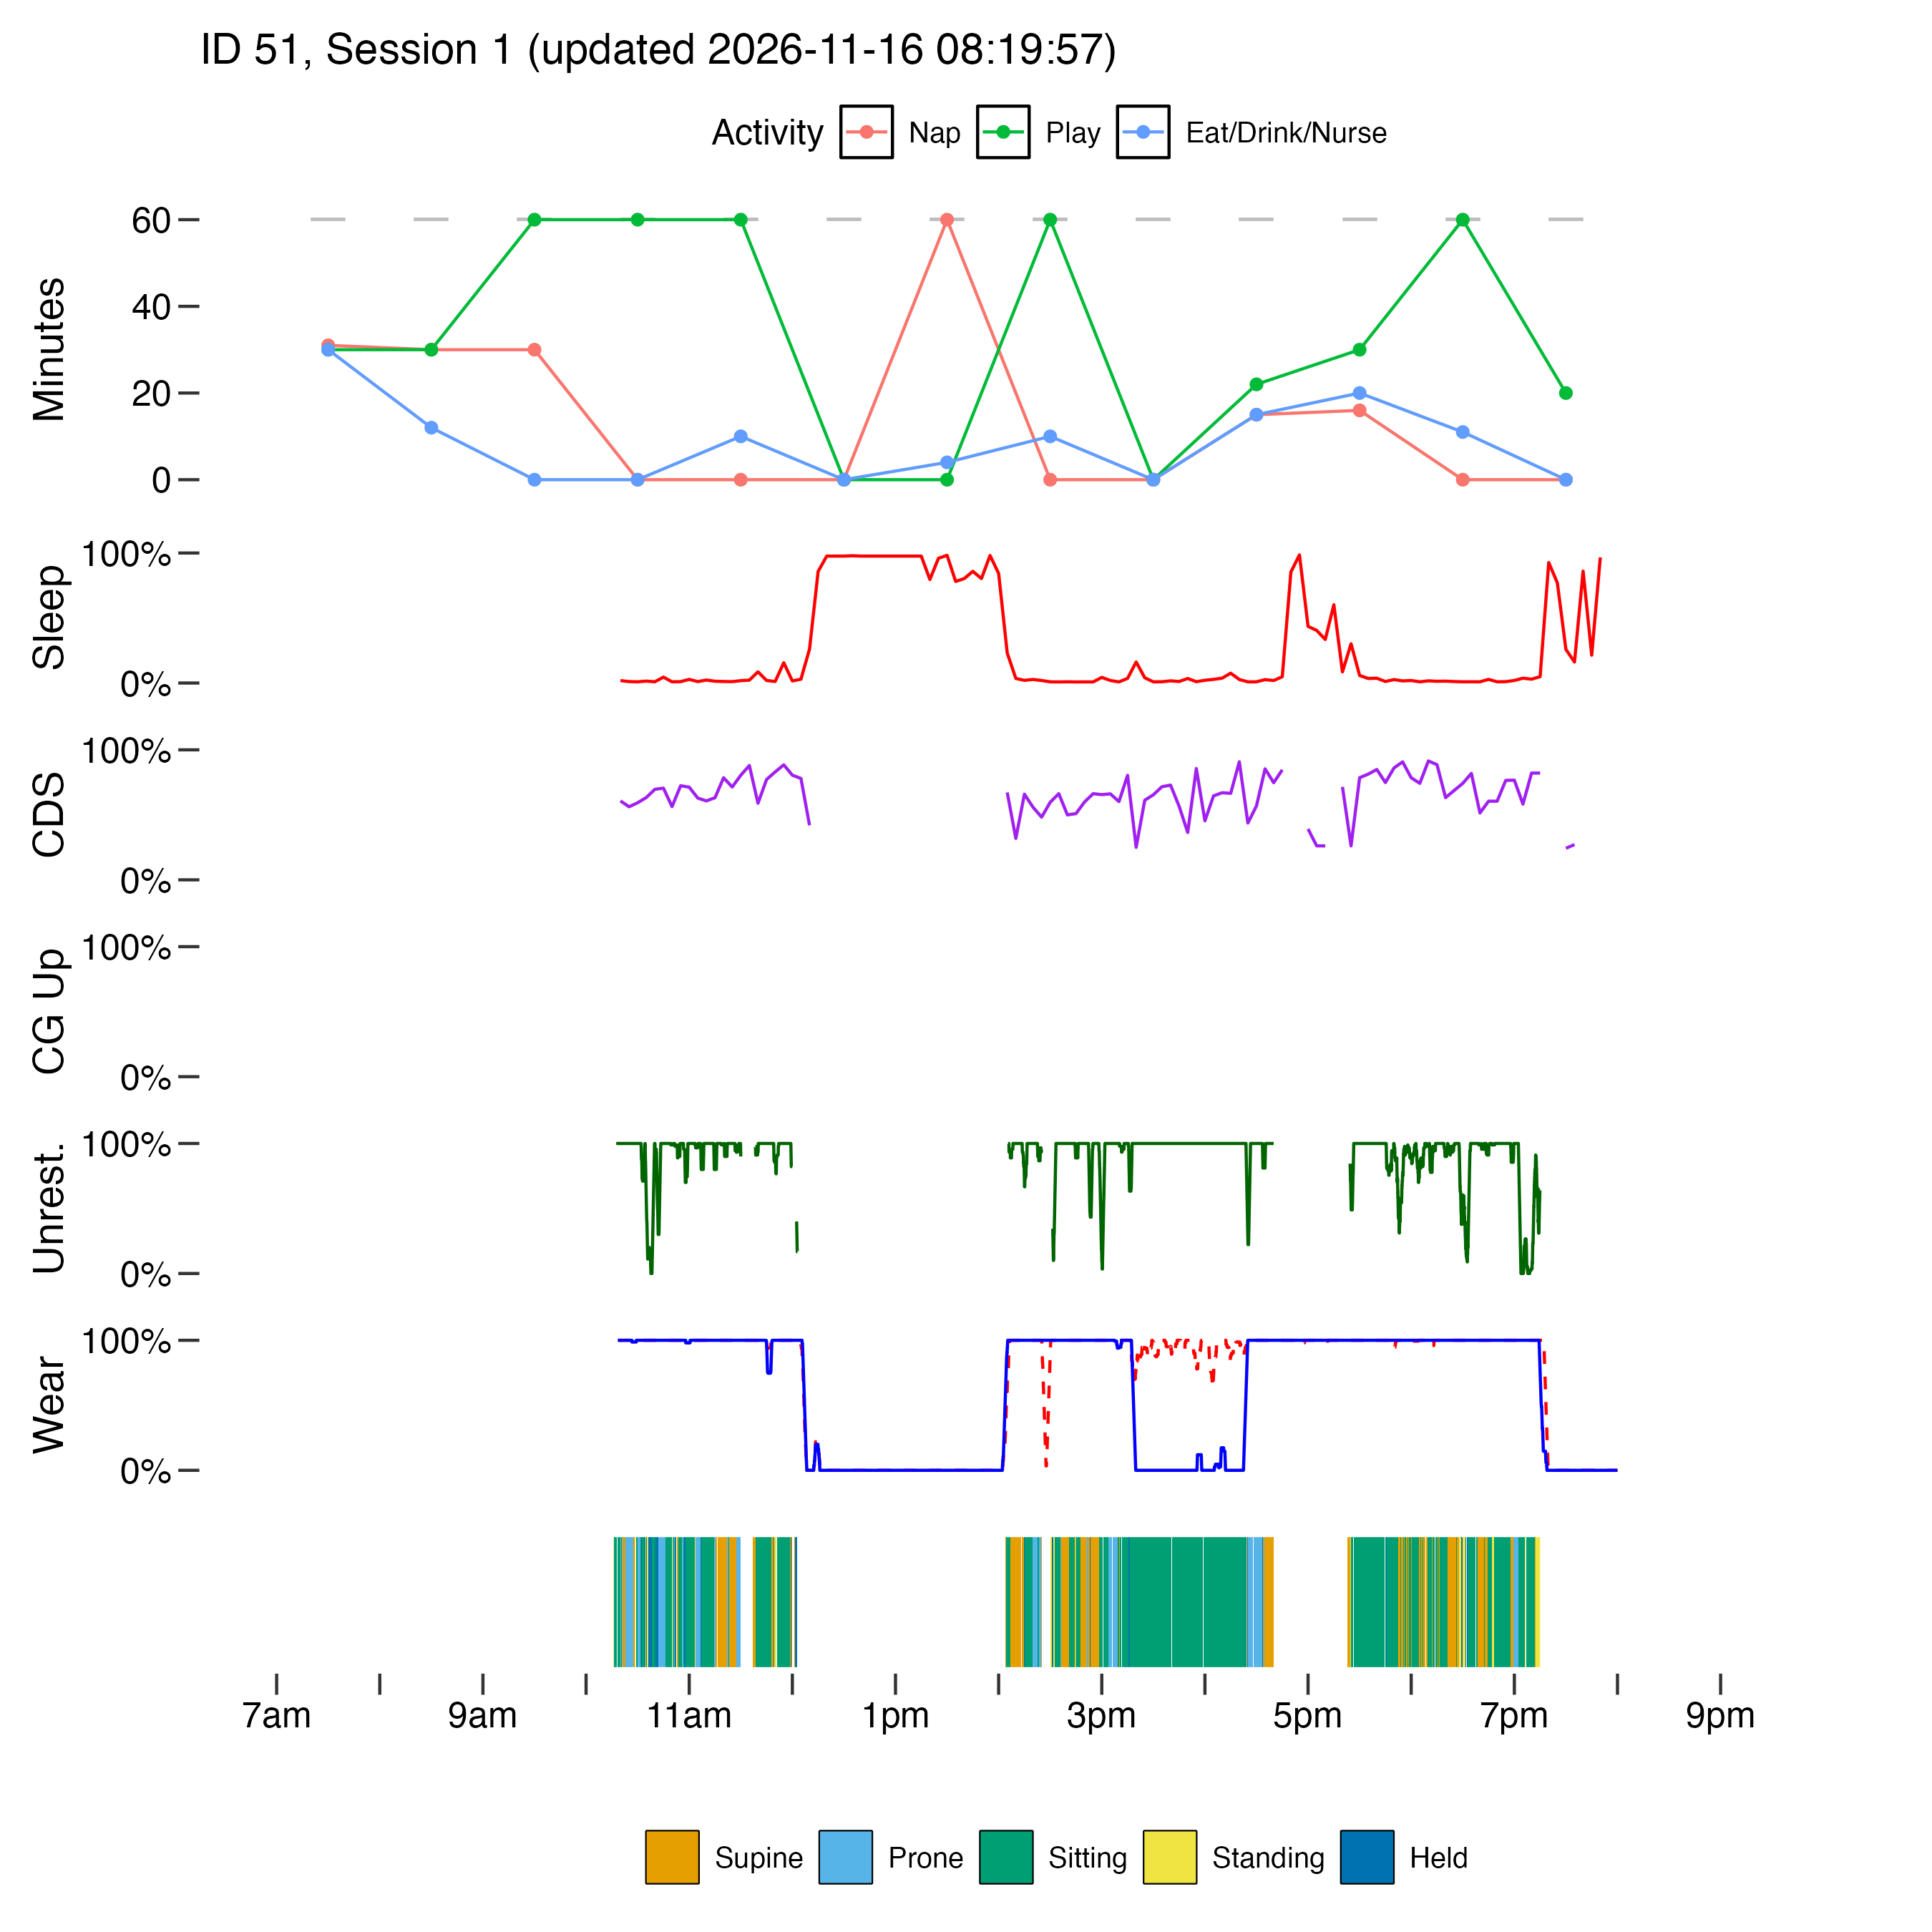 ID 51, Session 1 (updated 2026-11-16 08:19:57)
Activity Nap Play Eat/Drink/Nurse
Minutes
60
40
20
0
Sleep
100%
0%
CDS
100%
0%
CG Up
100%
0%
Unrest.
100%
0%
Wear
100%
0%
7am 9am 11am 1pm 3pm 5pm 7pm 9pm
Supine Prone Sitting Standing Held